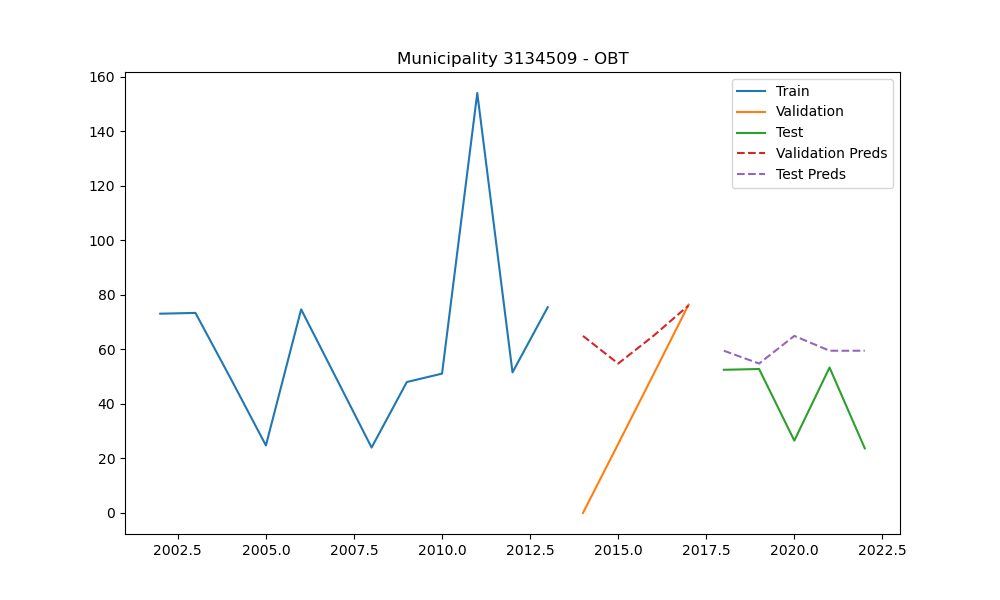 Municipality 3134509 - OBT
160
140
120
100
80
60
40
20
0
Train
Validation
Test
Validation Preds
Test Preds
2002.5 2005.0 2007.5 2010.0 2012.5 2015.0 2017.5 2020.0 2022.5